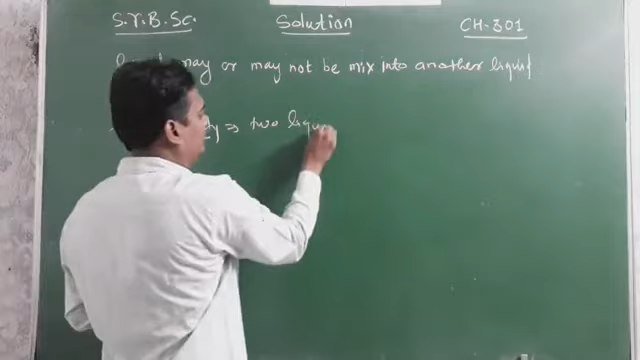 S.Y.B.Sc. Solution CH-301
may or may not be mix into another liquid
⇒ two liqu